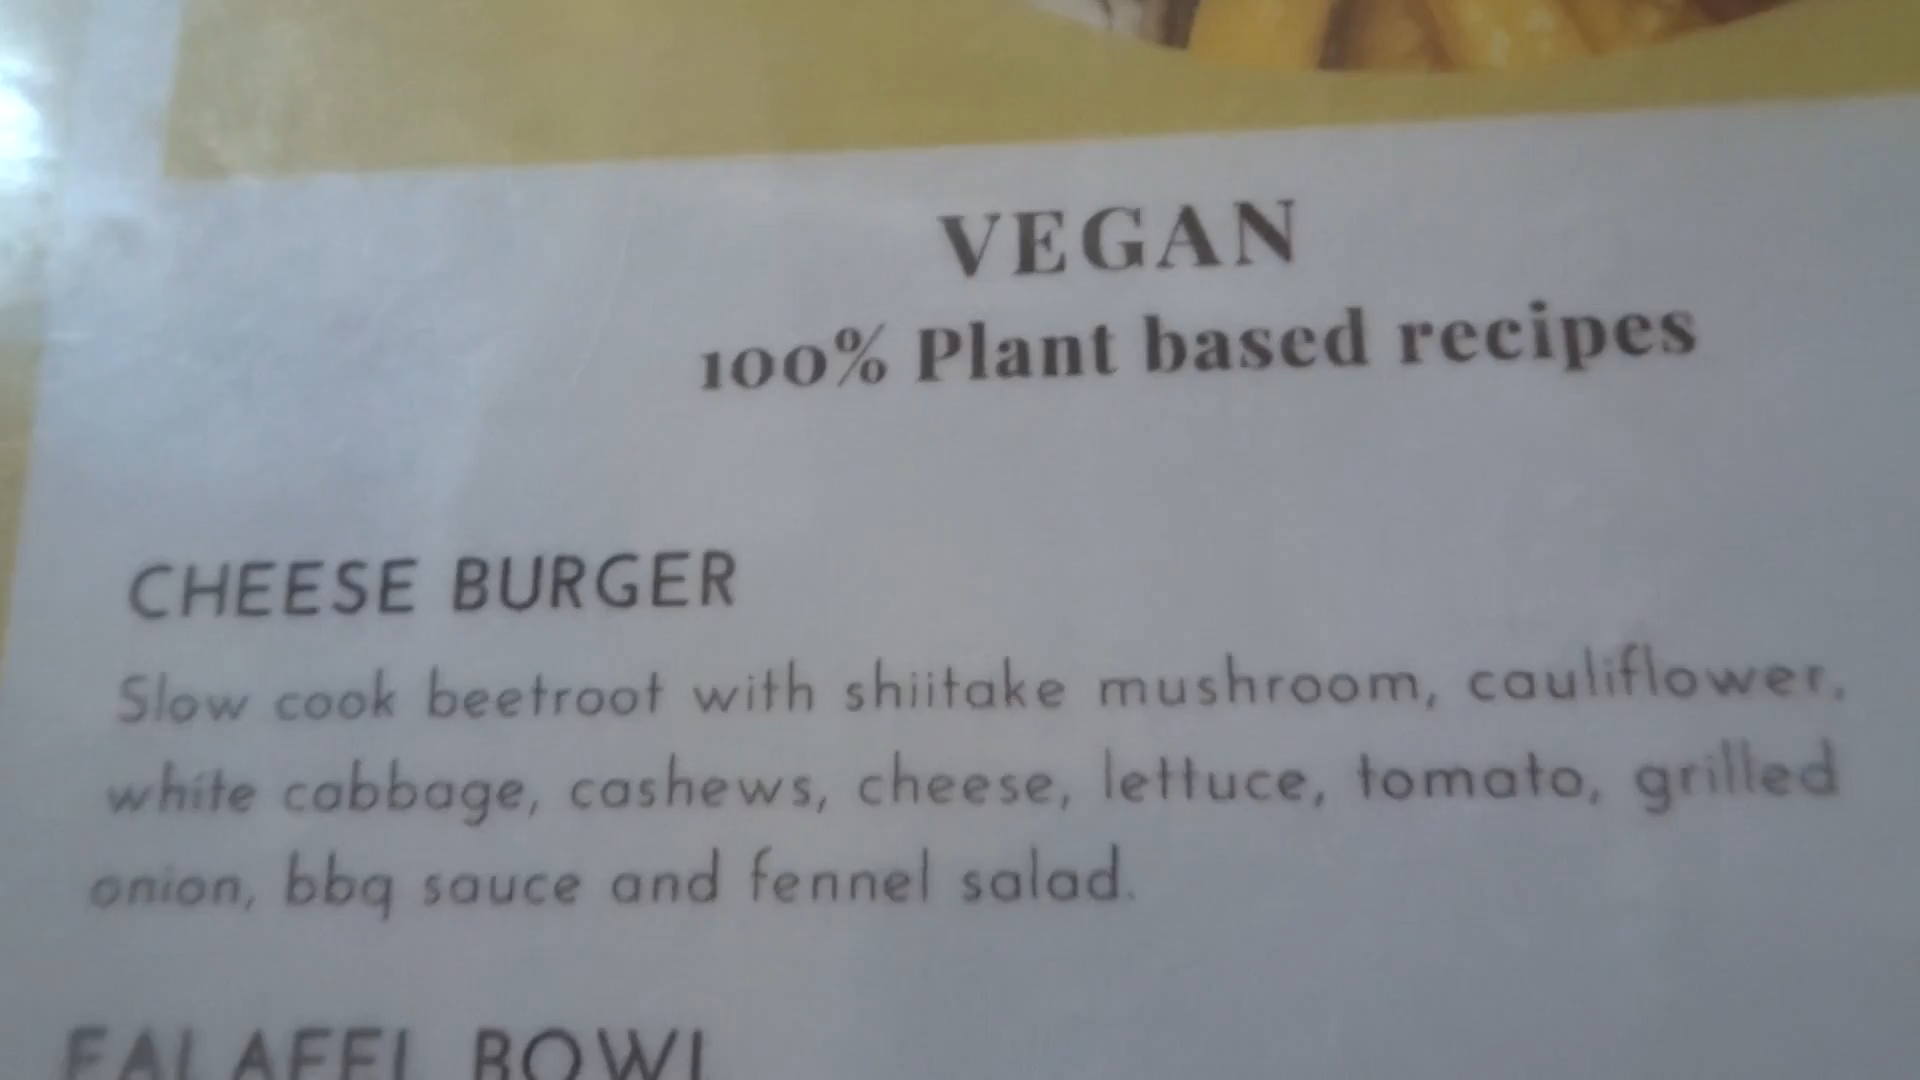 VEGAN
100% Plant based recipes
CHEESE BURGER
Slow cook beetroot with shiitake mushroom, cauliflower,
white cabbage, cashews, cheese, lettuce, tomato, grilled
onion, bbq sauce and fennel salad.
FALAFEL BOWL